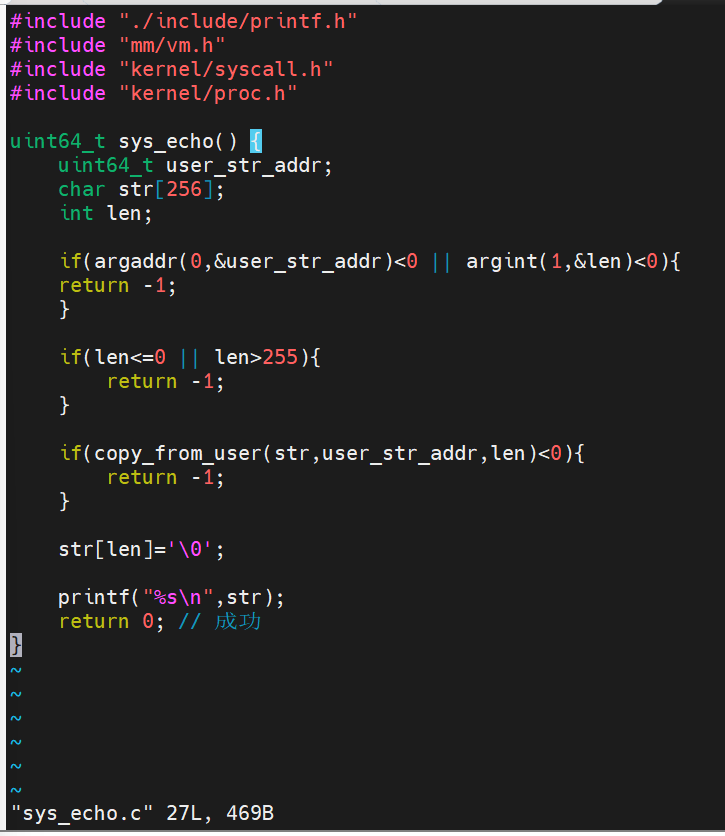 #include "./include/printf.h"
#include "mm/vm.h"
#include "kernel/syscall.h"
#include "kernel/proc.h"

uint64_t sys_echo() {
    uint64_t user_str_addr;
    char str[256];
    int len;

    if(argaddr(0,&user_str_addr)<0 || argint(1,&len)<0){
    return -1;
    }

    if(len<=0 || len>255){
        return -1;
    }

    if(copy_from_user(str,user_str_addr,len)<0){
        return -1;
    }

    str[len]='\0';

    printf("%s\n",str);
    return 0; // 成功
}
~
~
~
~
~
~
"sys_echo.c" 27L, 469B